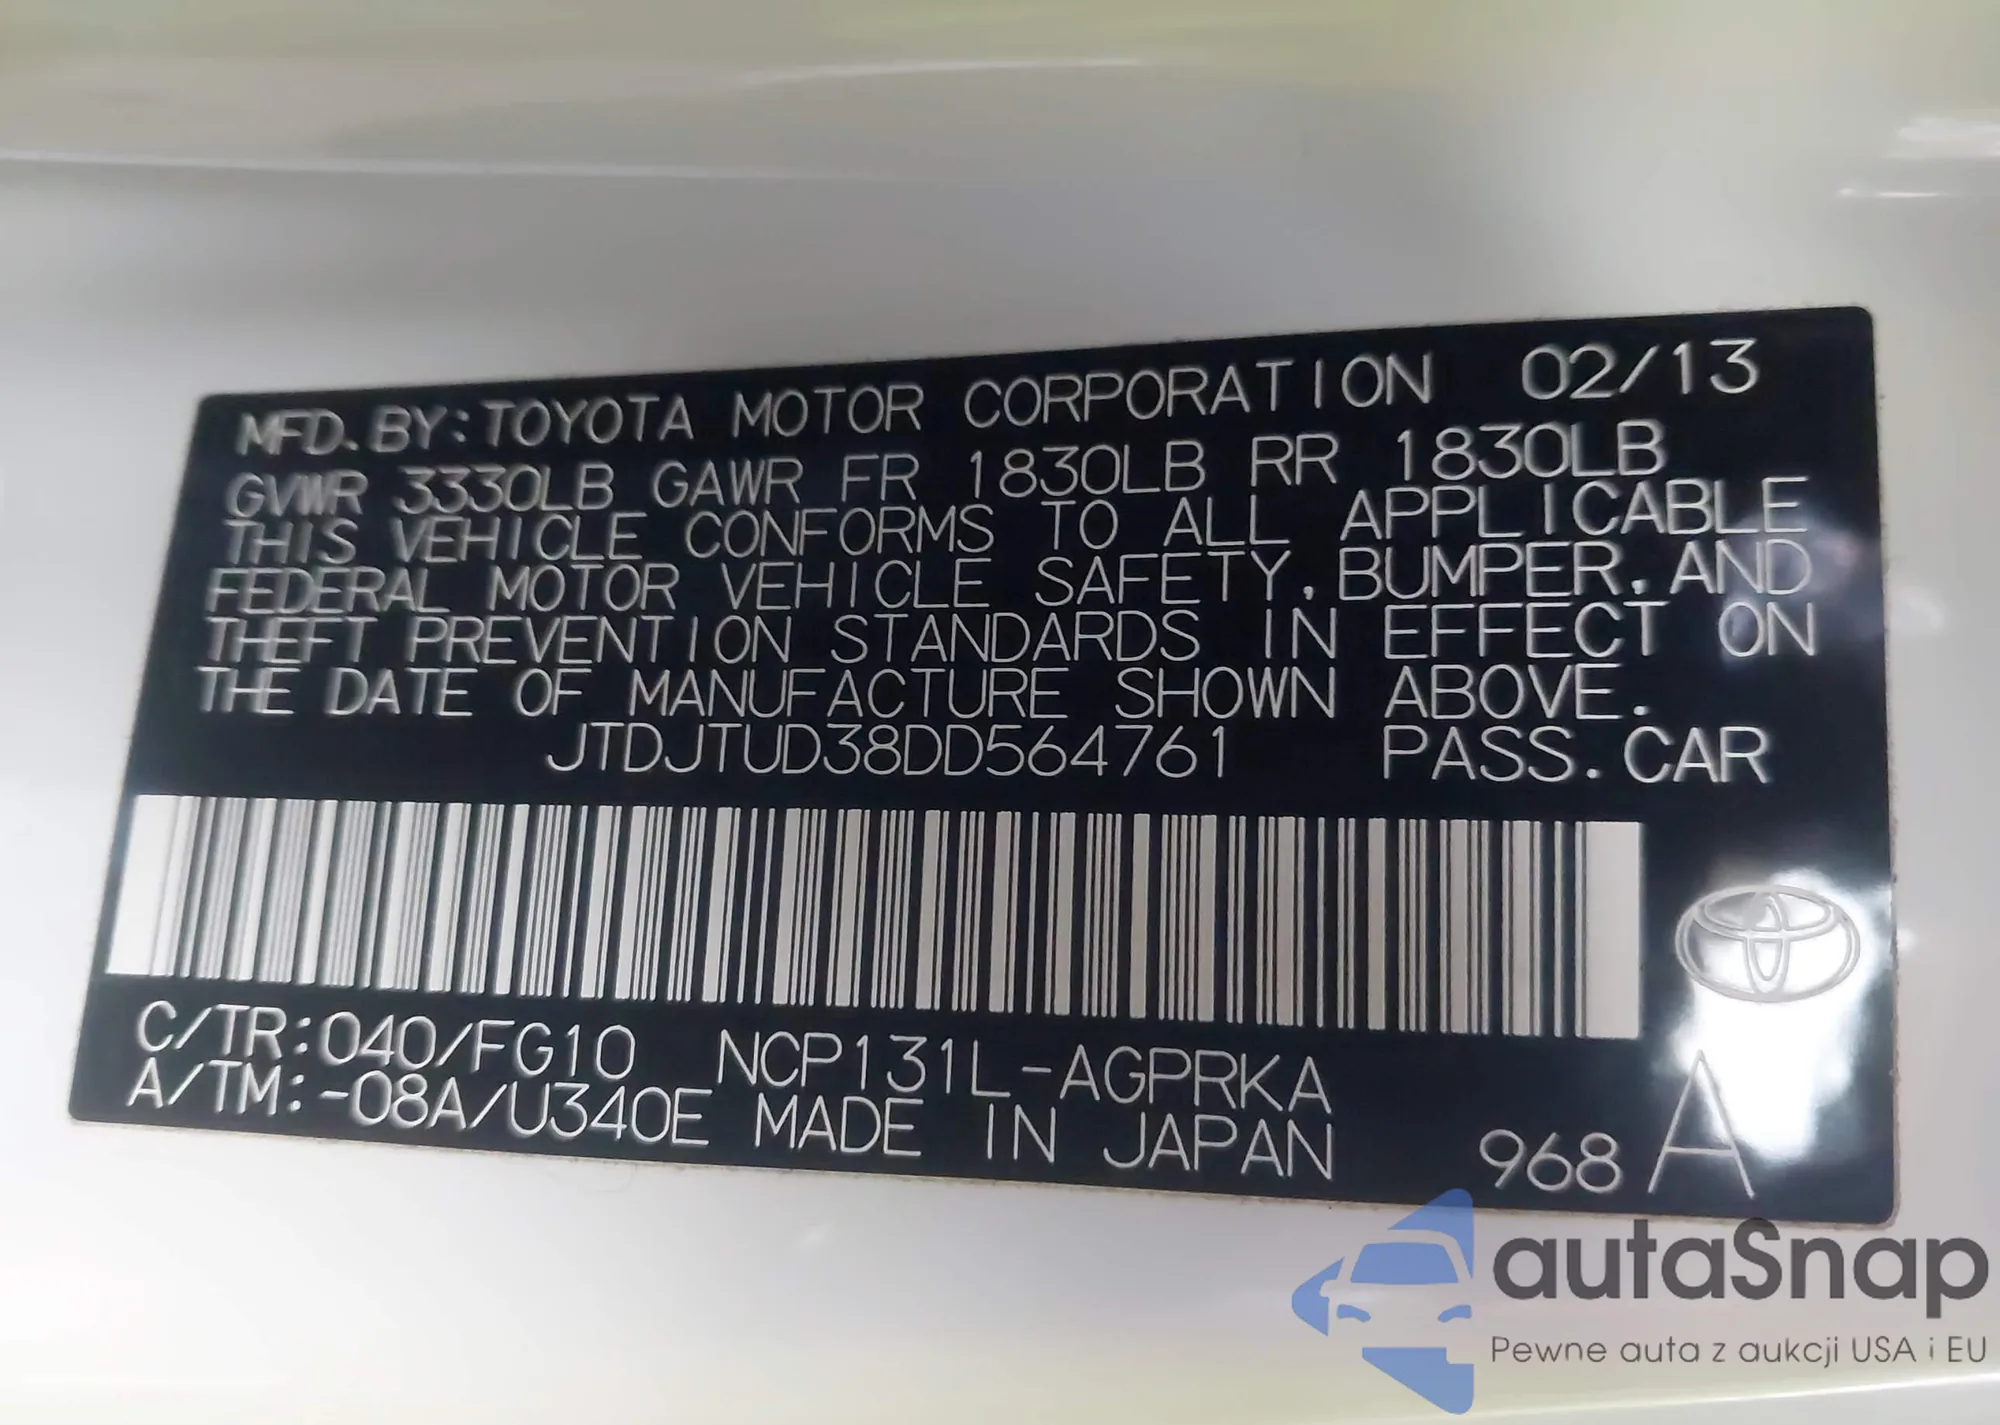 MFD. BY: TOYOTA MOTOR CORPORATION 02/13
GVWR 3330LB GAWR FR 1830LB RR 1830LB
THIS VEHICLE CONFORMS TO ALL APPLICABLE
FEDERAL MOTOR VEHICLE SAFETY, BUMPER, AND
THEFT PREVENTION STANDARDS IN EFFECT ON
THE DATE OF MANUFACTURE SHOWN ABOVE.
JTDJTUD38DD564761 PASS. CAR
C/TR: 040/FG10 NCP131L-AGPRKA
A/TM: -08A/U340E MADE IN JAPAN 968 A
autaSnap
Pewne auta z aukcji USA i EU